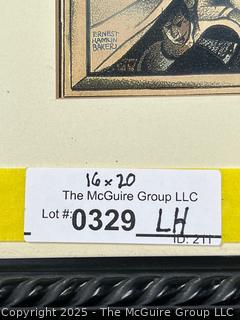 ERNEST
HAMLIN
BAKER
16 x 20
The McGuire Group LLC
Lot #: 0329 LH
ID: 211
Copyright 2025 - The McGuire Group LLC